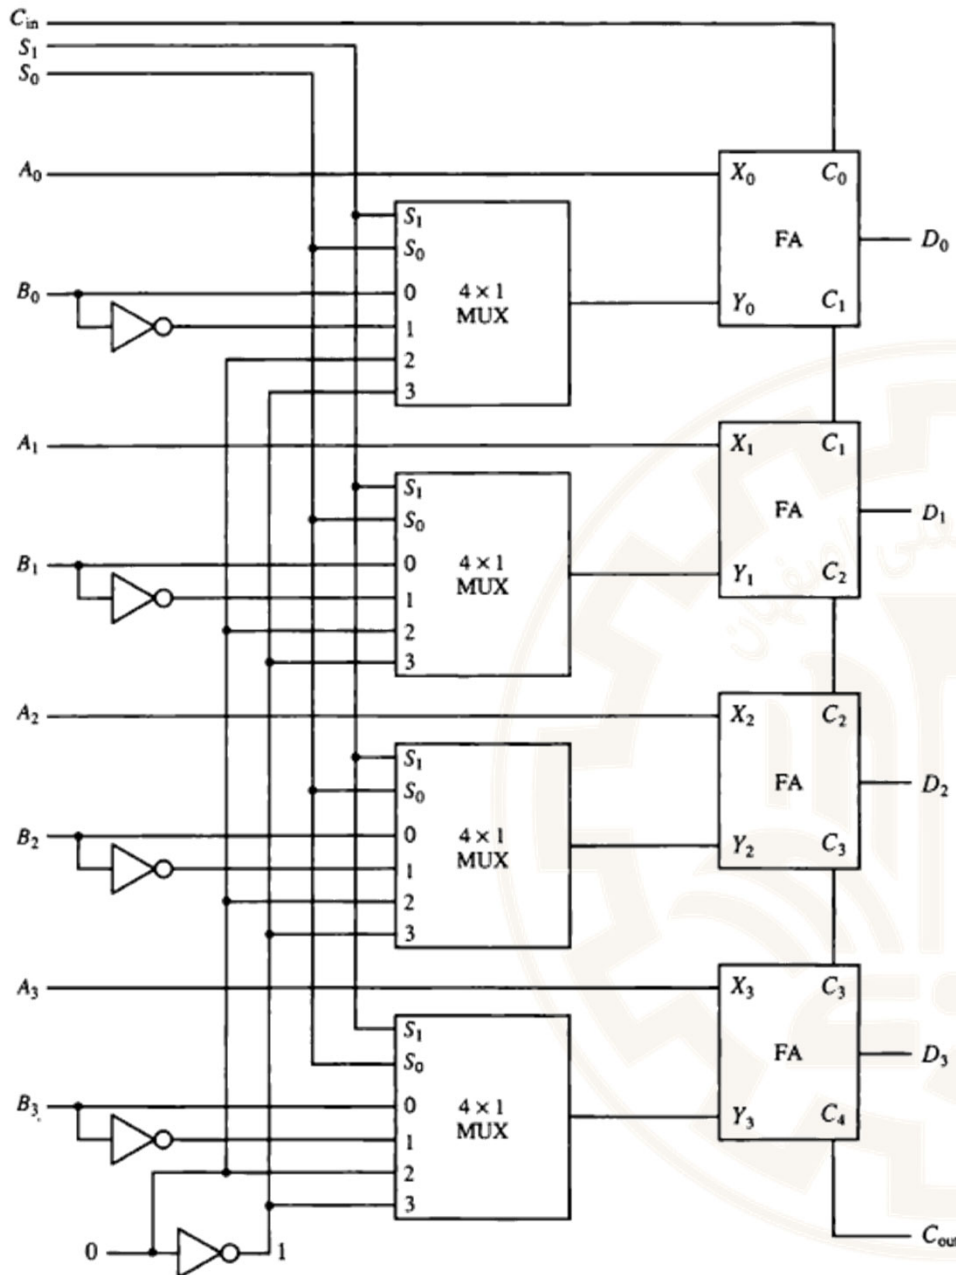 C_in
S_1
S_0
A_0
X_0 C_0
S_1
S_0
FA
D_0
B_0
0
4 × 1
MUX
Y_0 C_1
1
2
3
A_1
X_1 C_1
S_1
S_0
FA
D_1
B_1
0
4 × 1
MUX
Y_1 C_2
1
2
3
A_2
X_2 C_2
S_1
S_0
FA
D_2
B_2
0
4 × 1
MUX
Y_2 C_3
1
2
3
A_3
X_3 C_3
S_1
S_0
FA
D_3
B_3
0
4 × 1
MUX
Y_3 C_4
1
2
3
0
1
C_out